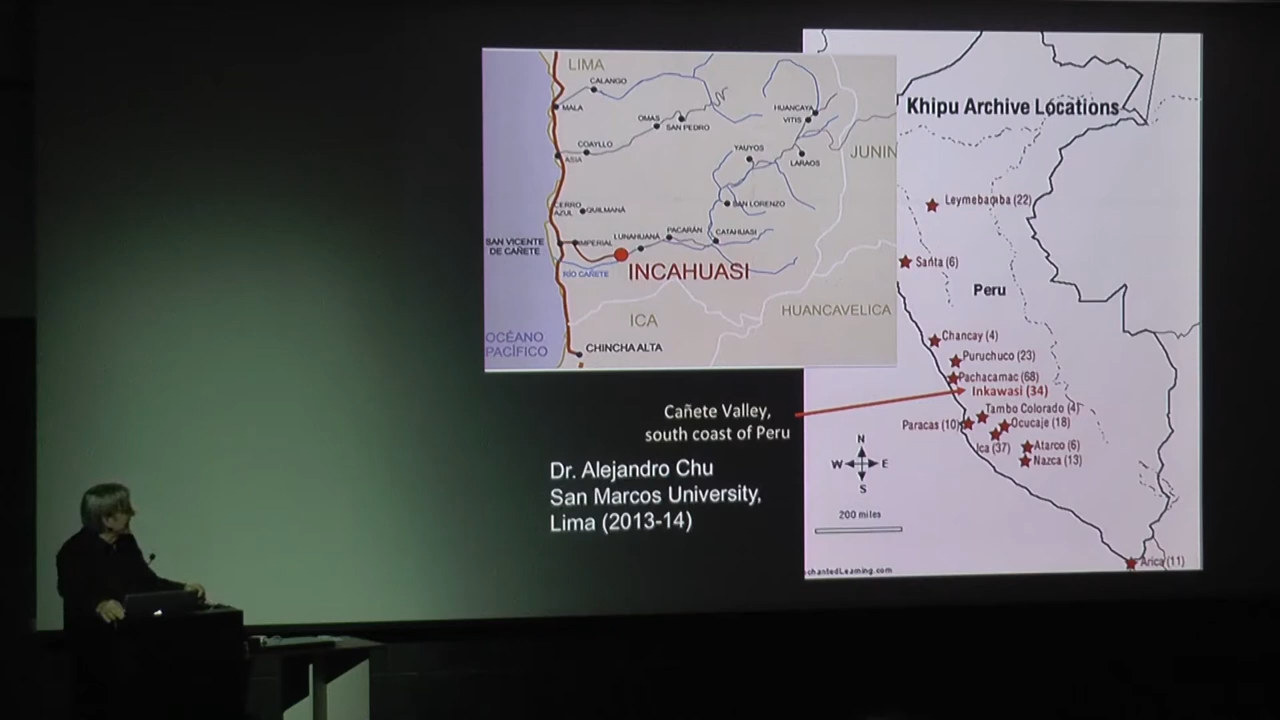 LIMA
CALANGO
MALA
HUANCAYA
VITIS
OMAS
SAN PEDRO
COAYLLO
ASIA
YAUYOS
LARAOS
JUNIN
CERRO
AZUL
QUILMANÁ
SAN LORENZO
SAN VICENTE
DE CAÑETE
IMPERIAL
LUNAHUANÁ
PACARÁN
CATAHUASI
RÍO CAÑETE
INCAHUASI
ICA
HUANCAVELICA
OCÉANO
PACÍFICO
CHINCHA ALTA
Khipu Archive Locations
Leymebamba (22)
Santa (6)
Peru
Chancay (4)
Puruchuco (23)
Pachacamac (68)
Inkawasi (34)
Tambo Colorado (4)
Paracas (10)
Ocucaje (18)
Ica (37)
Atarco (6)
Nazca (13)
N
W E
S
200 miles
chantedLearning.com
Arica (11)
Cañete Valley,
south coast of Peru
Dr. Alejandro Chu
San Marcos University,
Lima (2013-14)